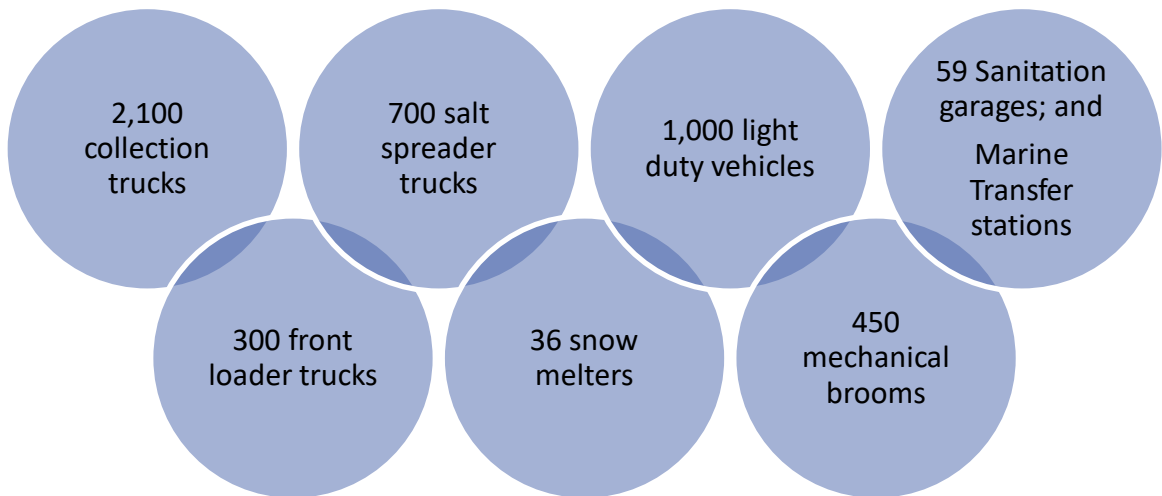 2,100
collection
trucks
700 salt
spreader
trucks
1,000 light
duty vehicles
59 Sanitation
garages; and
Marine
Transfer
stations
300 front
loader trucks
36 snow
melters
450
mechanical
brooms